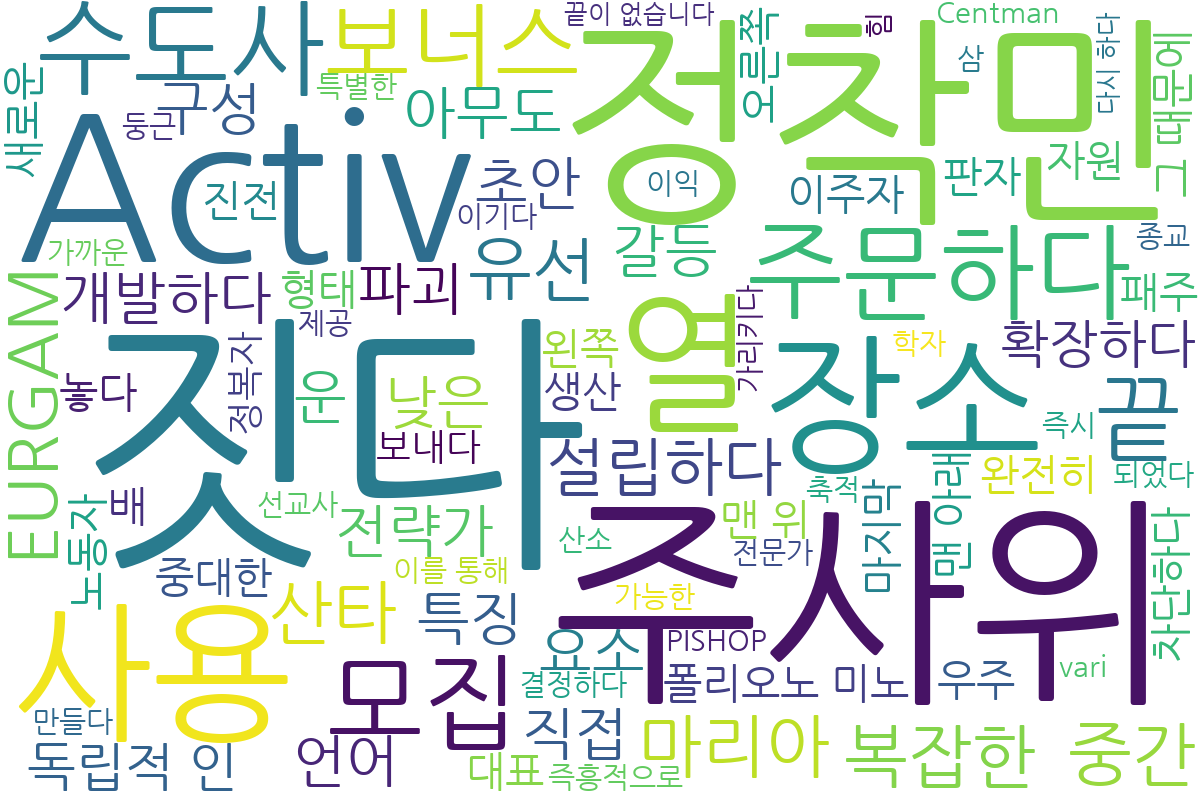 끝이 없습니다
힘
Centman
수도사
보너스
정착민
오른쪽
삼
다시 하다
그 때문에
새로운
특별한
구성
둥근
아무도
Activ
초안
이익
이주자
판자
자원
진전
이기다
종교
가까운
유선
갈등
주문하다
개발하다
형태
파괴
패주
EURGAM
제공
열
가리키다
확장하다
짓다
왼쪽
장소
학자
끝
놓다
정복자
운
낮은
생산
즉시
보내다
설립하다
완전히
되었다
배
선교사
축적
마지막
맨 아래
노동자
전략가
맨 위
차단하다
산소
전문가
주사위
중대한
이를 통해
사용
산타
특징
가능한
요소
PISHOP
모집
결정하다
폴리오노 미노
우주
vari
만들다
직접
마리아
복잡한
중간
독립적 인
언어
대표
즉흥적으로